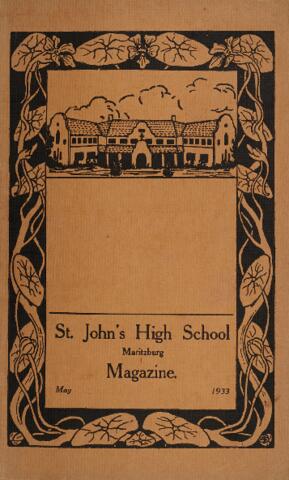 St. John's High School
Maritzburg
Magazine.
May 1933